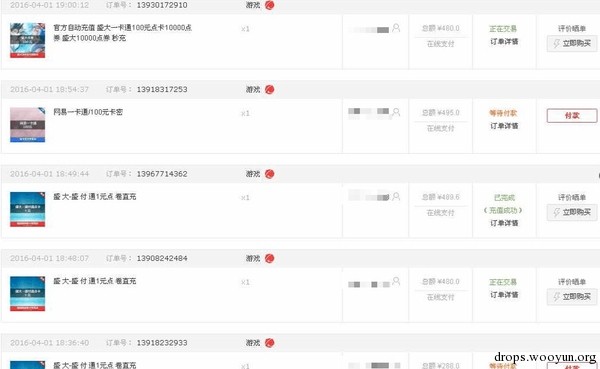 2016-04-01 19:00:12 订单号： 13930172910 游戏
官方自动充值 盛大一卡通100元点卡10000点 x1 总额 ¥480.0 正在交易 评价晒单
券 盛大10000点券 秒充 在线支付 订单详情 立即购买
2016-04-01 18:54:37 订单号： 13918317253 游戏
网易一卡通/100元卡密 x1 总额 ¥495.0 等待付款 付款
在线支付 订单详情
2016-04-01 18:49:44 订单号： 13967714362 游戏
盛 大-盛 付 通1元点 卷直充 x1 总额 ¥489.6 已完成 评价晒单
在线支付 （充值成功） 立即购买
订单详情
2016-04-01 18:48:07 订单号： 13908242484 游戏
盛 大-盛 付 通1元点 卷直充 x1 总额 ¥480.0 正在交易 评价晒单
在线支付 订单详情 立即购买
2016-04-01 18:36:40 订单号： 13918232933 游戏
盛 大-盛 付 通1元点 卷直充 x1 总额 ¥288.0 等待付款
drops.wooyun.org